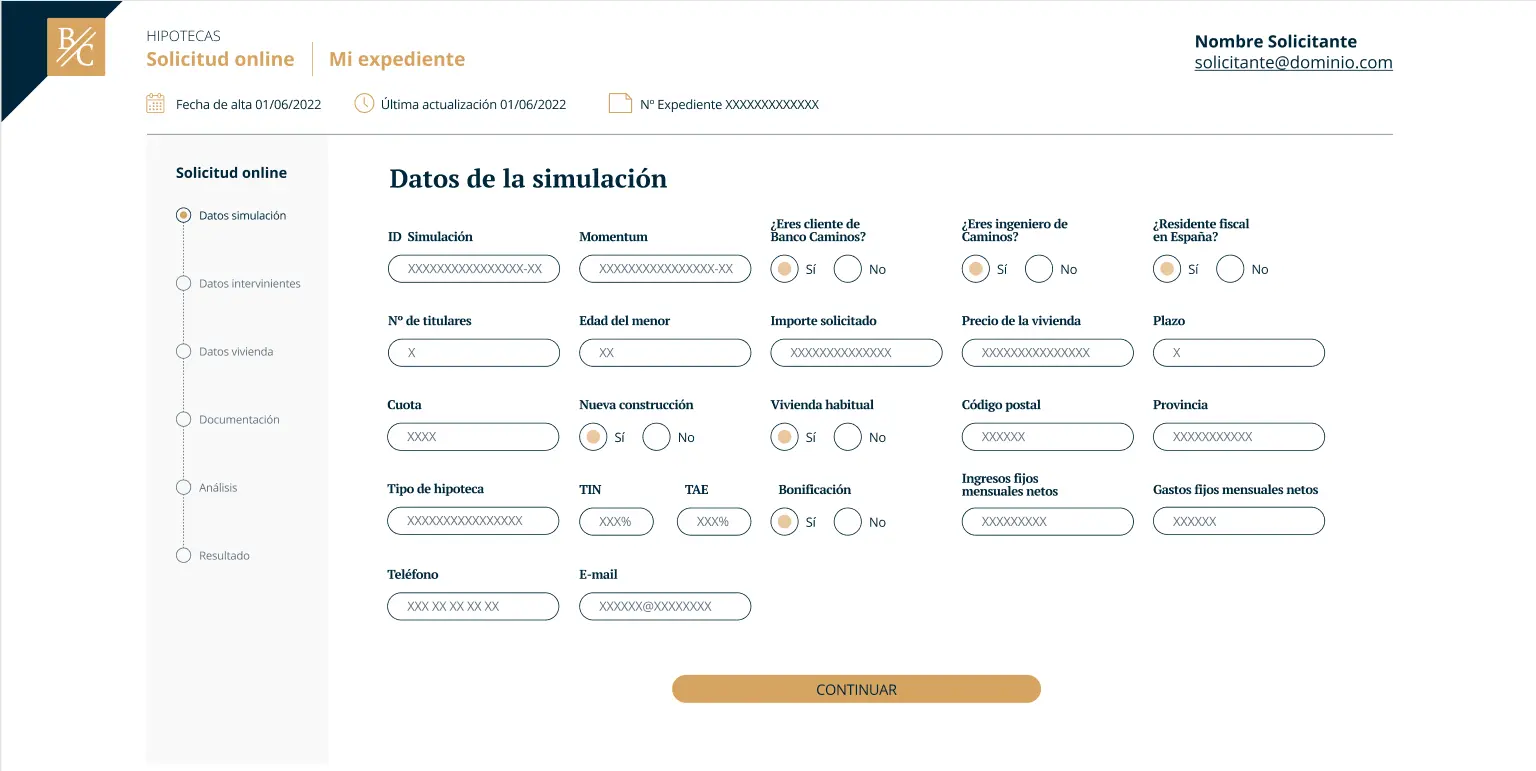 B/C
HIPOTECAS
Solicitud online
Mi expediente
Nombre Solicitante
solicitante@dominio.com
Fecha de alta 01/06/2022
Última actualización 01/06/2022
Nº Expediente XXXXXXXXXXXXX
Solicitud online
Datos simulación
Datos intervinientes
Datos vivienda
Documentación
Análisis
Resultado
Datos de la simulación
ID Simulación
XXXXXXXXXXXXXXXX-XX
Momentum
XXXXXXXXXXXXXXXX-XX
¿Eres cliente de
Banco Caminos?
Sí No
¿Eres ingeniero de
Caminos?
Sí No
¿Residente fiscal
en España?
Sí No
Nº de titulares
X
Edad del menor
XX
Importe solicitado
XXXXXXXXXXXXXX
Precio de la vivienda
XXXXXXXXXXXXXXX
Plazo
X
Cuota
XXXX
Nueva construcción
Sí No
Vivienda habitual
Sí No
Código postal
XXXXXX
Provincia
XXXXXXXXXXX
Tipo de hipoteca
XXXXXXXXXXXXXXXX
TIN
XXX%
TAE
XXX%
Bonificación
Sí No
Ingresos fijos
mensuales netos
XXXXXXXXX
Gastos fijos mensuales netos
XXXXXX
Teléfono
XXX XX XX XX XX
E-mail
XXXXXX@XXXXXXXX
CONTINUAR